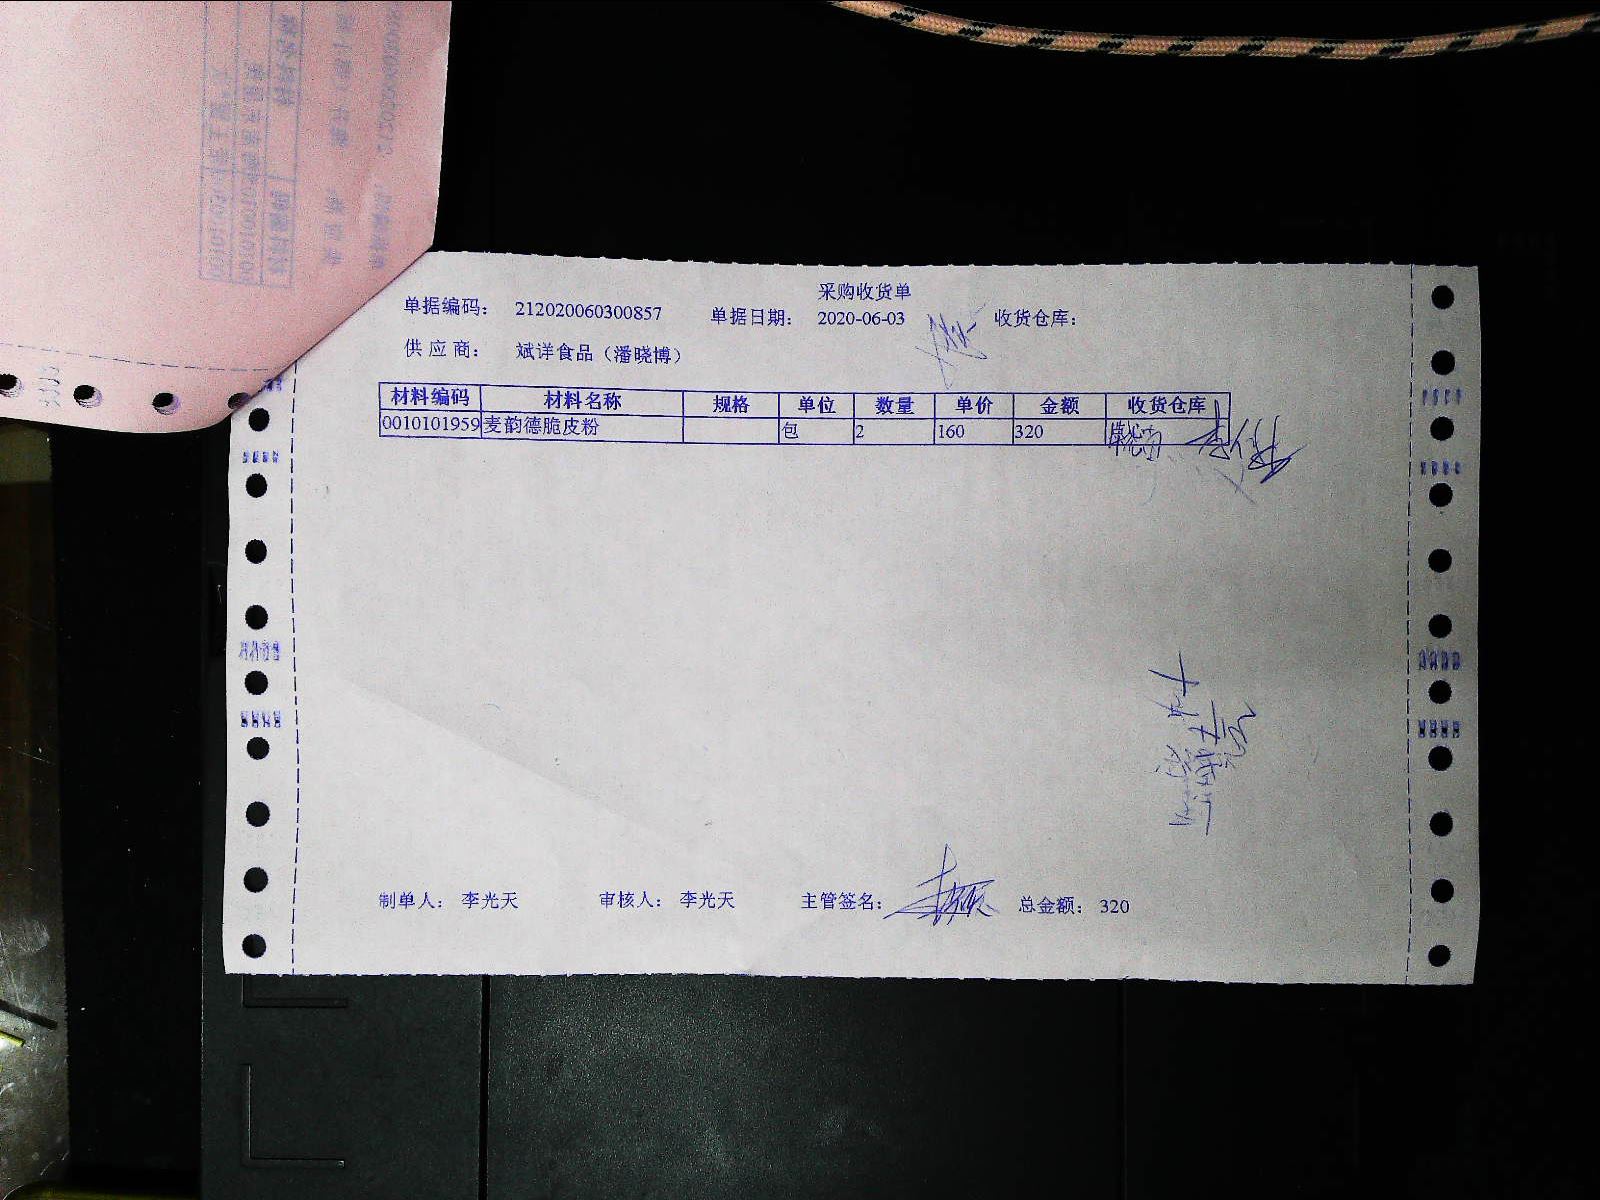 采购收货单
单据编码： 212020060300857 单据日期： 2020-06-03 收货仓库：
供 应 商： 斌洋食品（潘晓博）
材料编码 材料名称 规格 单位 数量 单价 金额 收货仓库
0010101959 麦韵德脆皮粉 包 2 160 320
制单人： 李光天 审核人： 李光天 主管签名： 总金额： 320